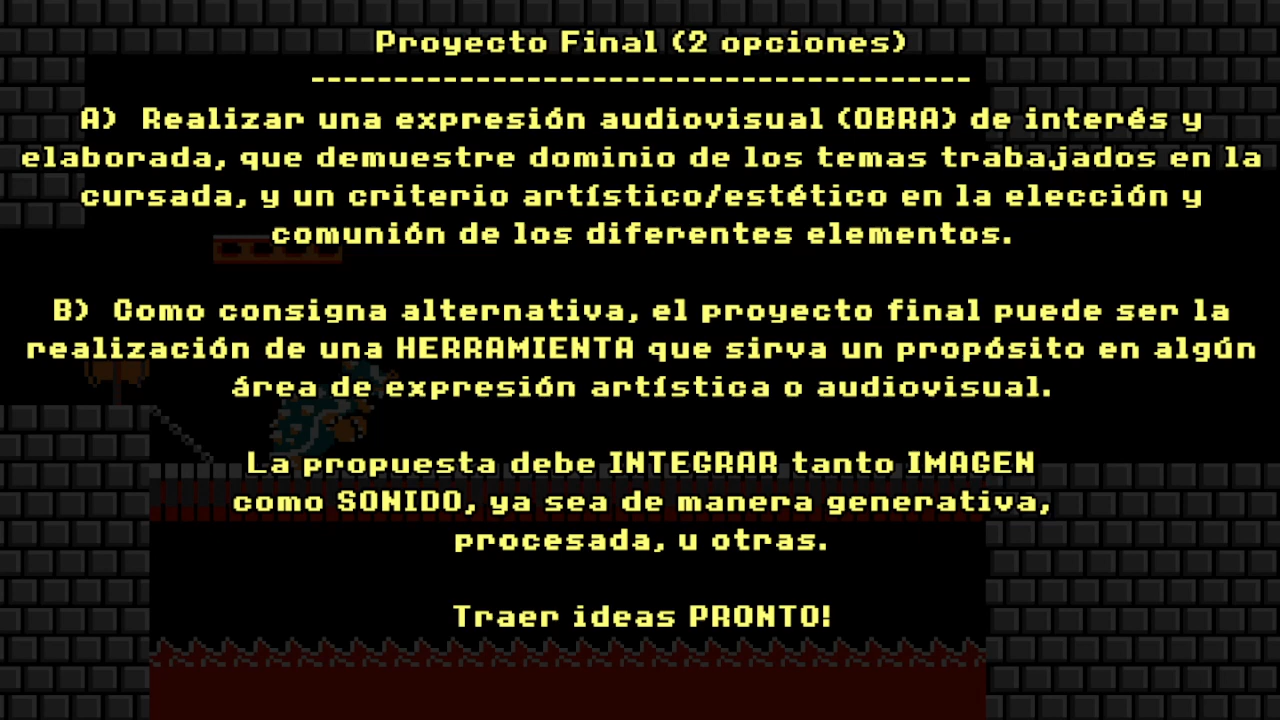 Proyecto Final (2 opciones)
----------------------------------------
A) Realizar una expresión audiovisual (OBRA) de interés y
elaborada, que demuestre dominio de los temas trabajados en la
cursada, y un criterio artístico/estético en la elección y
comunión de los diferentes elementos.
B) Como consigna alternativa, el proyecto final puede ser la
realización de una HERRAMIENTA que sirva un propósito en algún
área de expresión artística o audiovisual.
La propuesta debe INTEGRAR tanto IMAGEN
como SONIDO, ya sea de manera generativa,
procesada, u otras.
Traer ideas PRONTO!